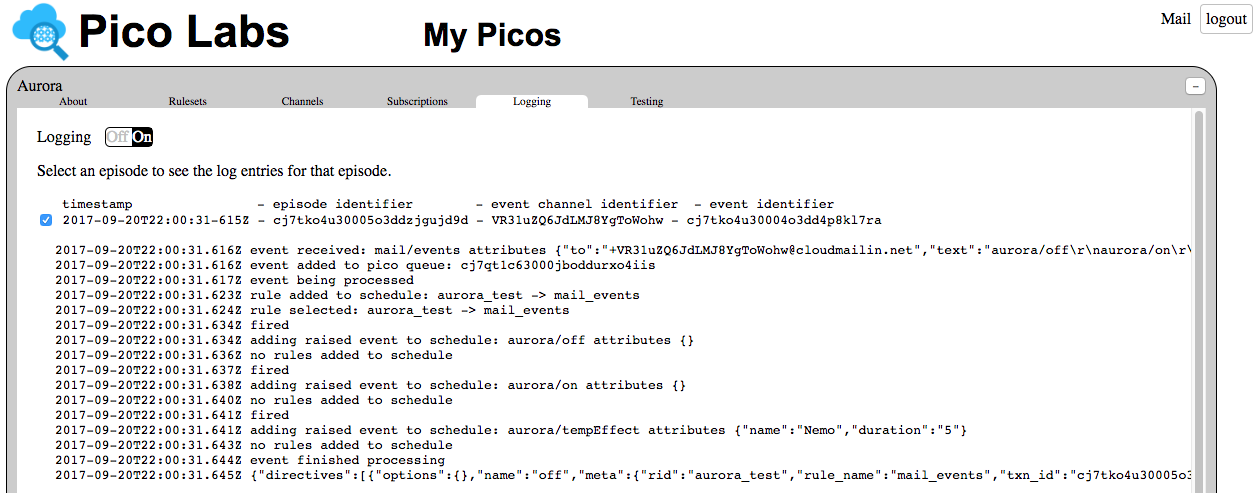 Pico Labs
My Picos
Mail logout
Aurora
-
About Rulesets Channels Subscriptions Logging Testing
Logging Off On
Select an episode to see the log entries for that episode.
timestamp - episode identifier - event channel identifier - event identifier
2017-09-20T22:00:31-615Z - cj7tko4u30005o3ddzjgujd9d - VR31uZQ6JdLMJ8YgToWohw - cj7tko4u30004o3dd4p8kl7ra
2017-09-20T22:00:31.616Z event received: mail/events attributes {"to":"+VR31uZQ6JdLMJ8YgToWohw@cloudmailin.net","text":"aurora/off\r\naurora/on\r\
2017-09-20T22:00:31.616Z event added to pico queue: cj7qt1c63000jboddurxo4iis
2017-09-20T22:00:31.617Z event being processed
2017-09-20T22:00:31.623Z rule added to schedule: aurora_test -> mail_events
2017-09-20T22:00:31.624Z rule selected: aurora_test -> mail_events
2017-09-20T22:00:31.634Z fired
2017-09-20T22:00:31.634Z adding raised event to schedule: aurora/off attributes {}
2017-09-20T22:00:31.636Z no rules added to schedule
2017-09-20T22:00:31.637Z fired
2017-09-20T22:00:31.638Z adding raised event to schedule: aurora/on attributes {}
2017-09-20T22:00:31.640Z no rules added to schedule
2017-09-20T22:00:31.641Z fired
2017-09-20T22:00:31.641Z adding raised event to schedule: aurora/tempEffect attributes {"name":"Nemo","duration":"5"}
2017-09-20T22:00:31.643Z no rules added to schedule
2017-09-20T22:00:31.644Z event finished processing
2017-09-20T22:00:31.645Z {"directives":[{"options":{},"name":"off","meta":{"rid":"aurora_test","rule_name":"mail_events","txn_id":"cj7tko4u30005o3